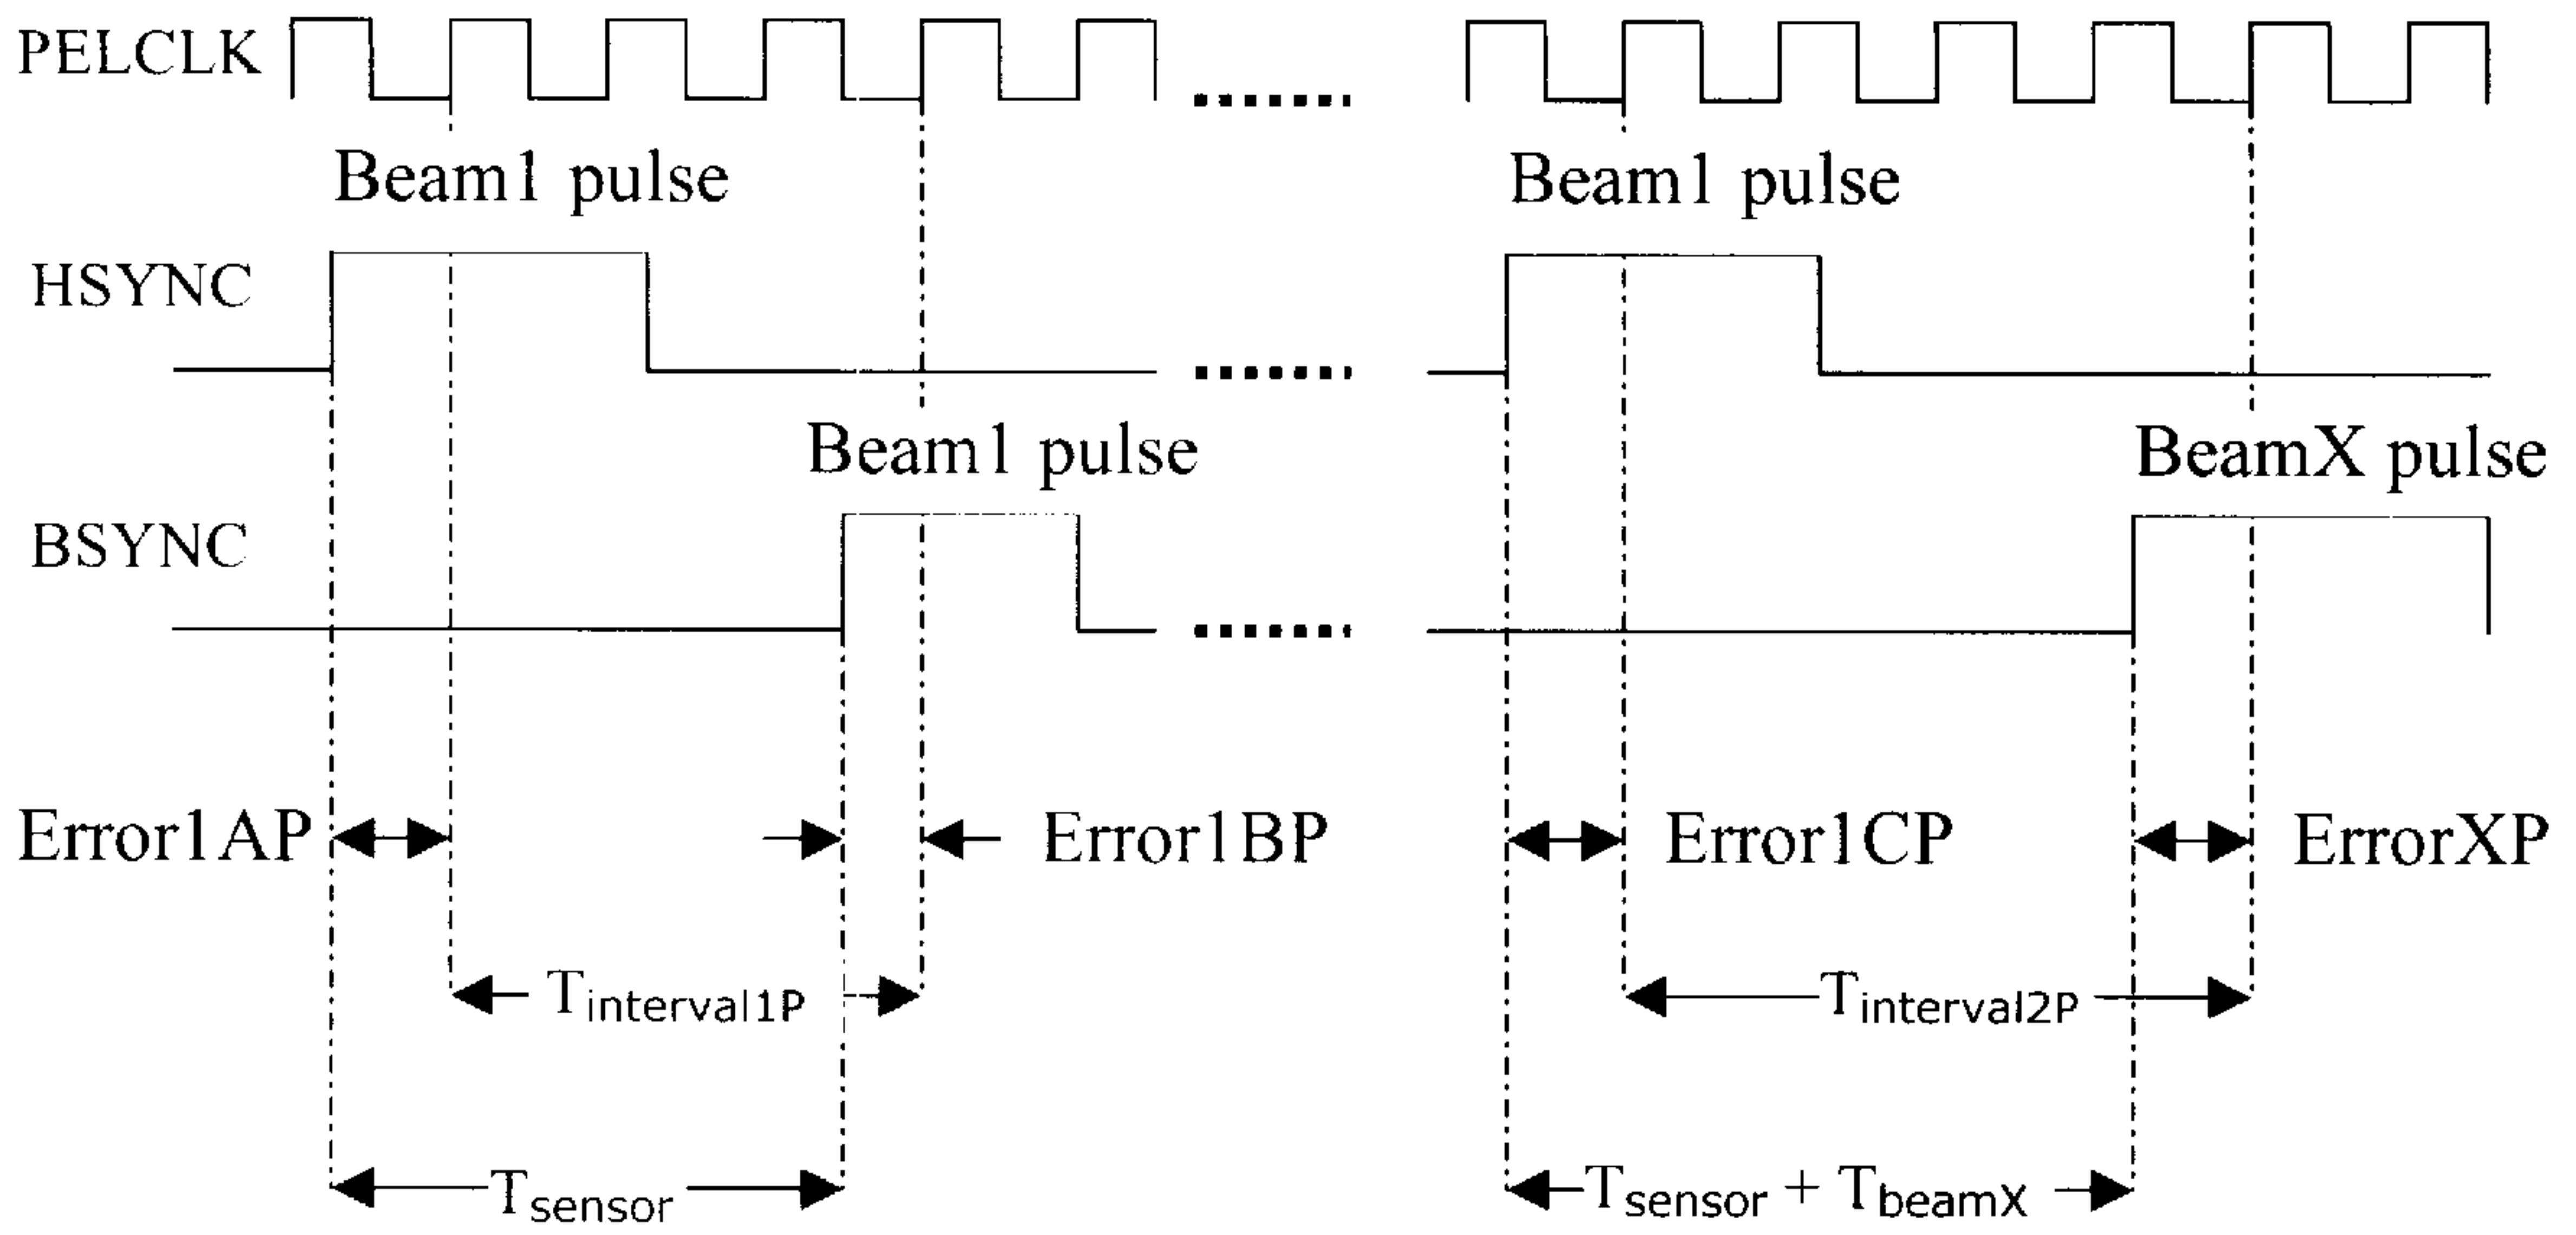 PELCLK
Beam1 pulse
Beam1 pulse
HSYNC
Beam1 pulse
BeamX pulse
BSYNC
Error1AP
Error1BP
Error1CP
ErrorXP
Tinterval1P
Tinterval2P
Tsensor
Tsensor + TbeamX